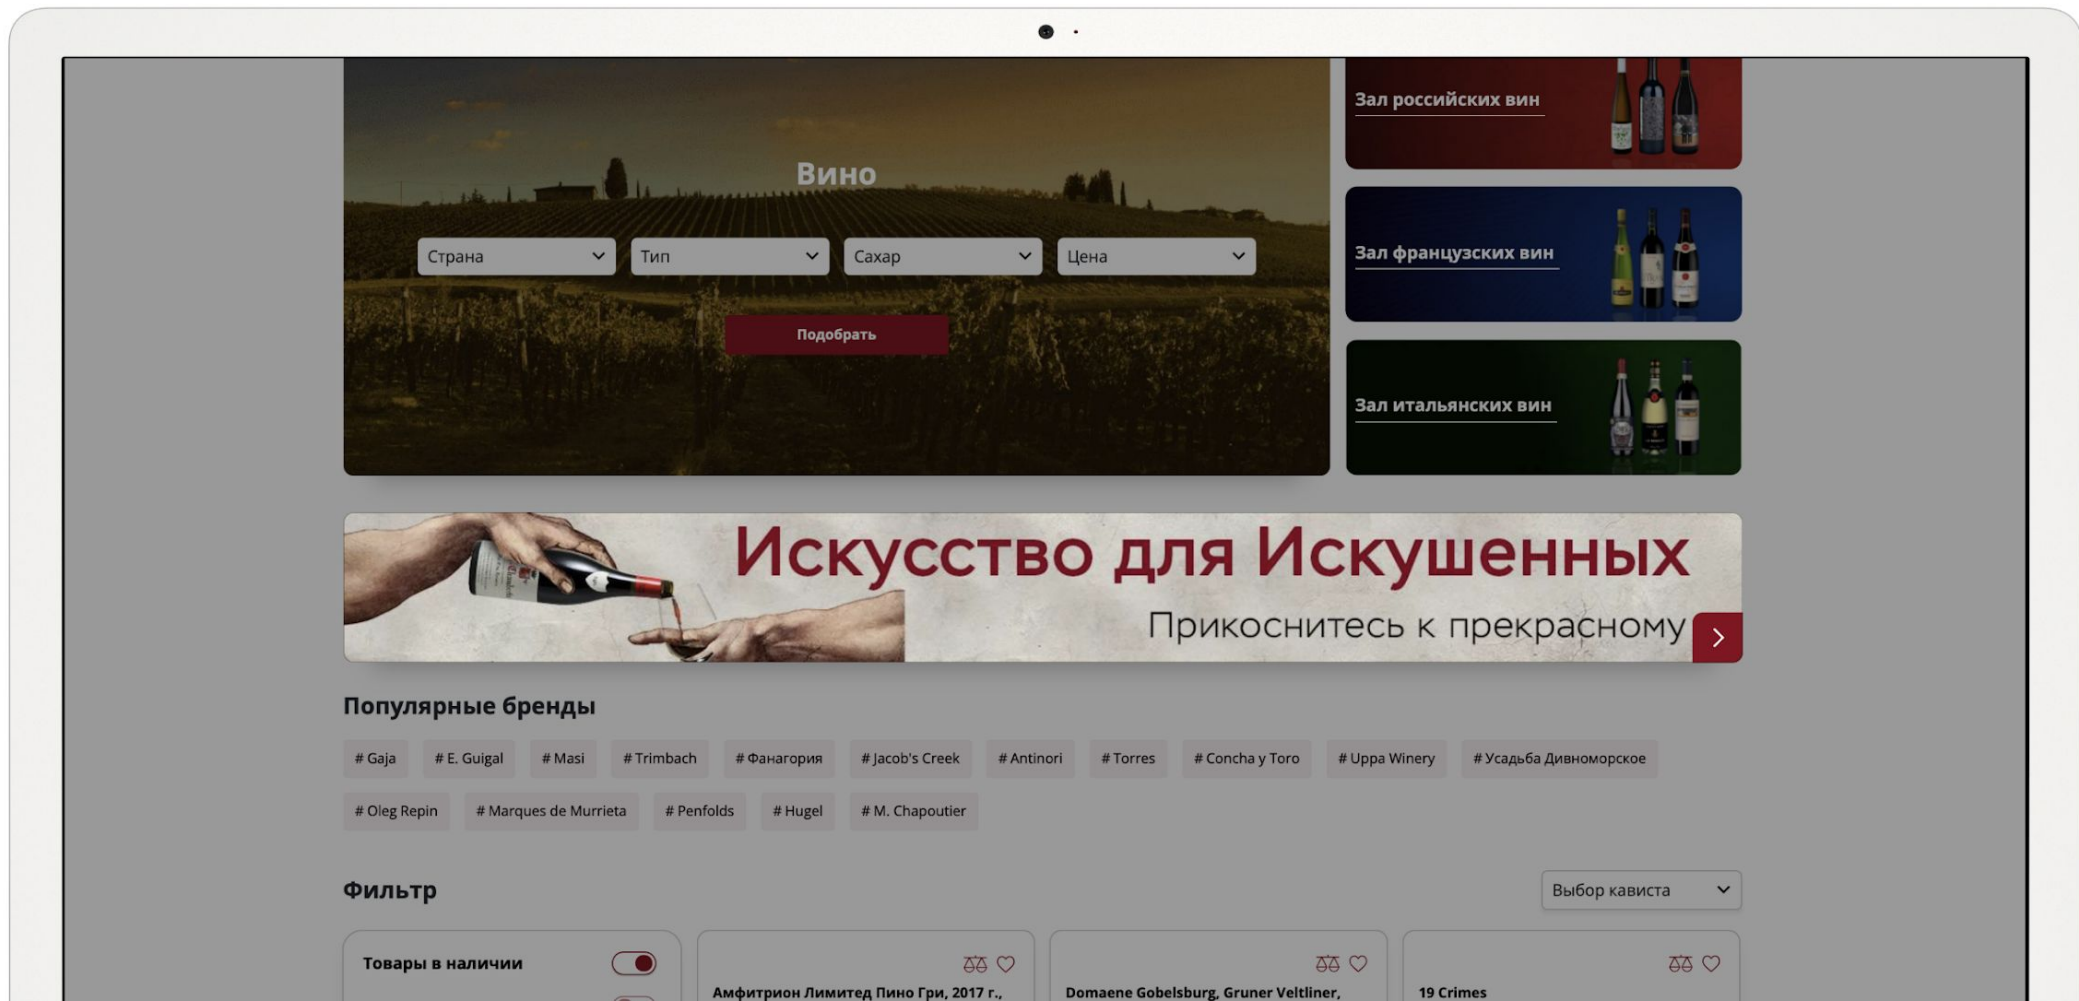 Вино
Страна
Тип
Сахар
Цена
Подобрать
Зал российских вин
Зал французских вин
Зал итальянских вин
Искусство для Искушенных
Прикоснитесь к прекрасному
Популярные бренды
# Gaja # E. Guigal # Masi # Trimbach # Фанагория # Jacob's Creek # Antinori # Torres # Concha y Toro # Uppa Winery # Усадьба Дивноморское
# Oleg Repin # Marques de Murrieta # Penfolds # Hugel # M. Chapoutier
Фильтр
Выбор кависта
Товары в наличии
Амфитрион Лимитед Пино Гри, 2017 г.,
Domaene Gobelsburg, Gruner Veltliner,
19 Crimes